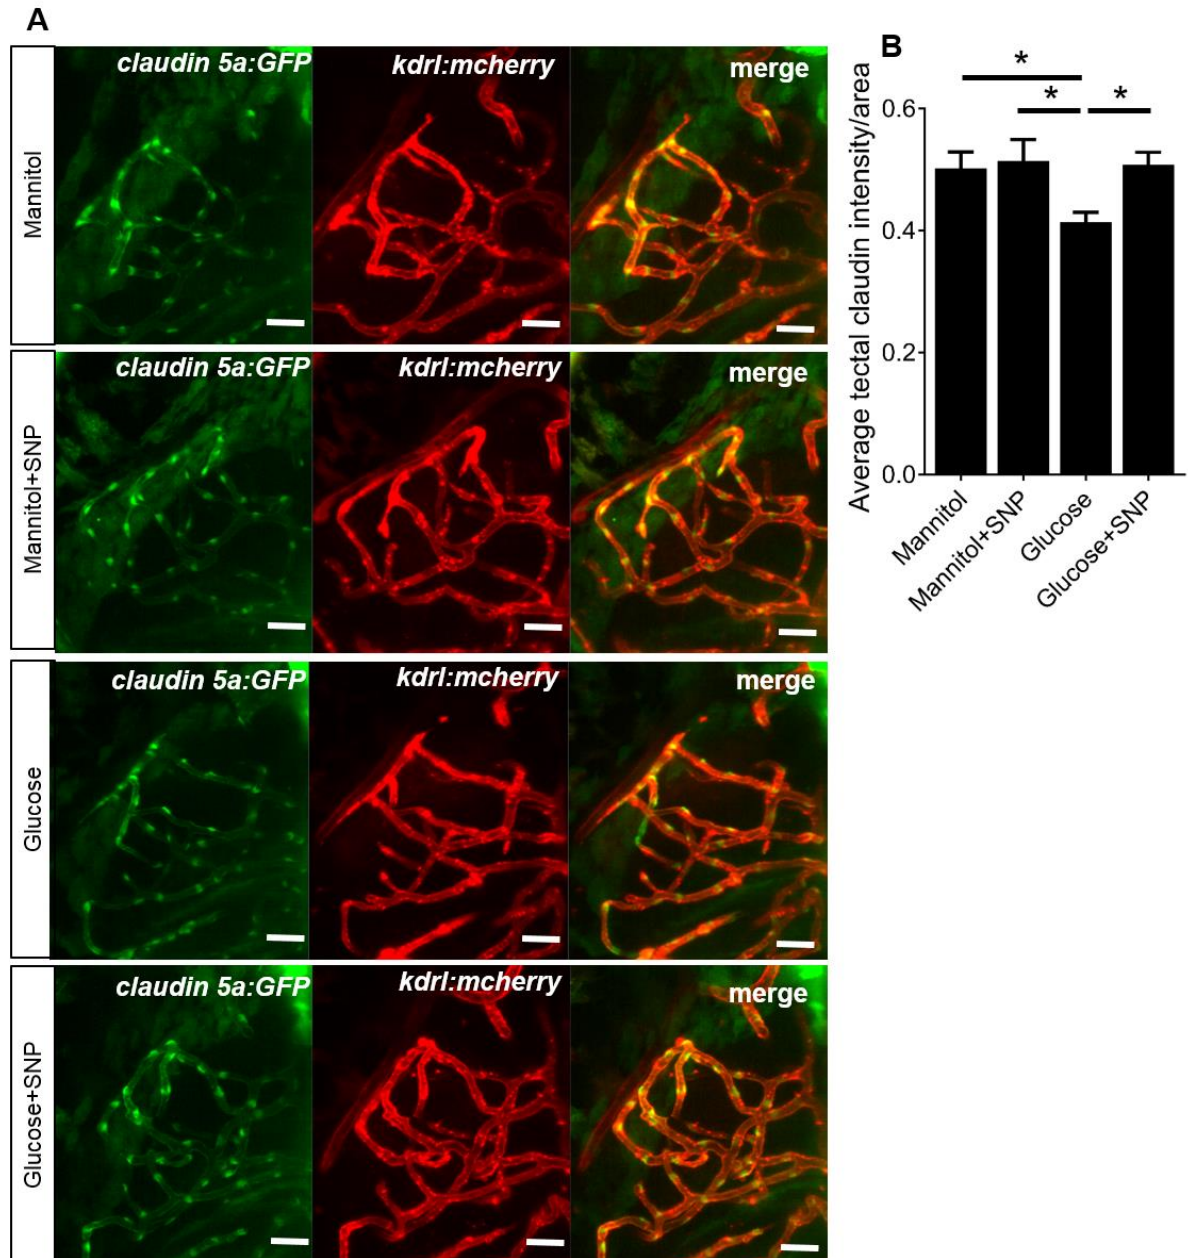 A
Mannitol
claudin 5a:GFP
kdrl:mcherry
merge
Mannitol+SNP
claudin 5a:GFP
kdrl:mcherry
merge
Glucose
claudin 5a:GFP
kdrl:mcherry
merge
Glucose+SNP
claudin 5a:GFP
kdrl:mcherry
merge
B
Average tectal claudin intensity/area
*
* *
0.6
0.4
0.2
0.0
Mannitol
Mannitol+SNP
Glucose
Glucose+SNP